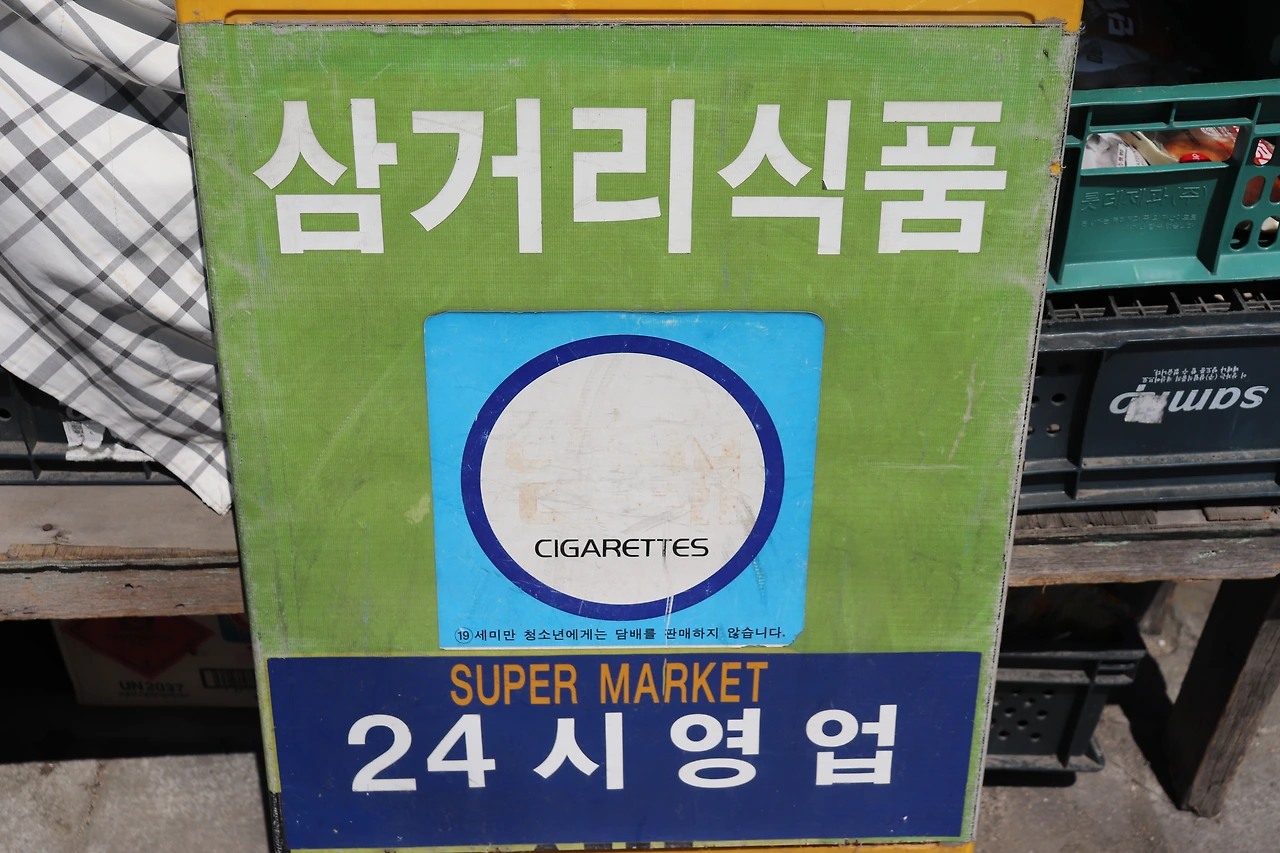 삼거리식품
CIGARETTES
19세미만 청소년에게는 담배를 판매하지 않습니다.
SUPER MARKET
24시영업
UN2037